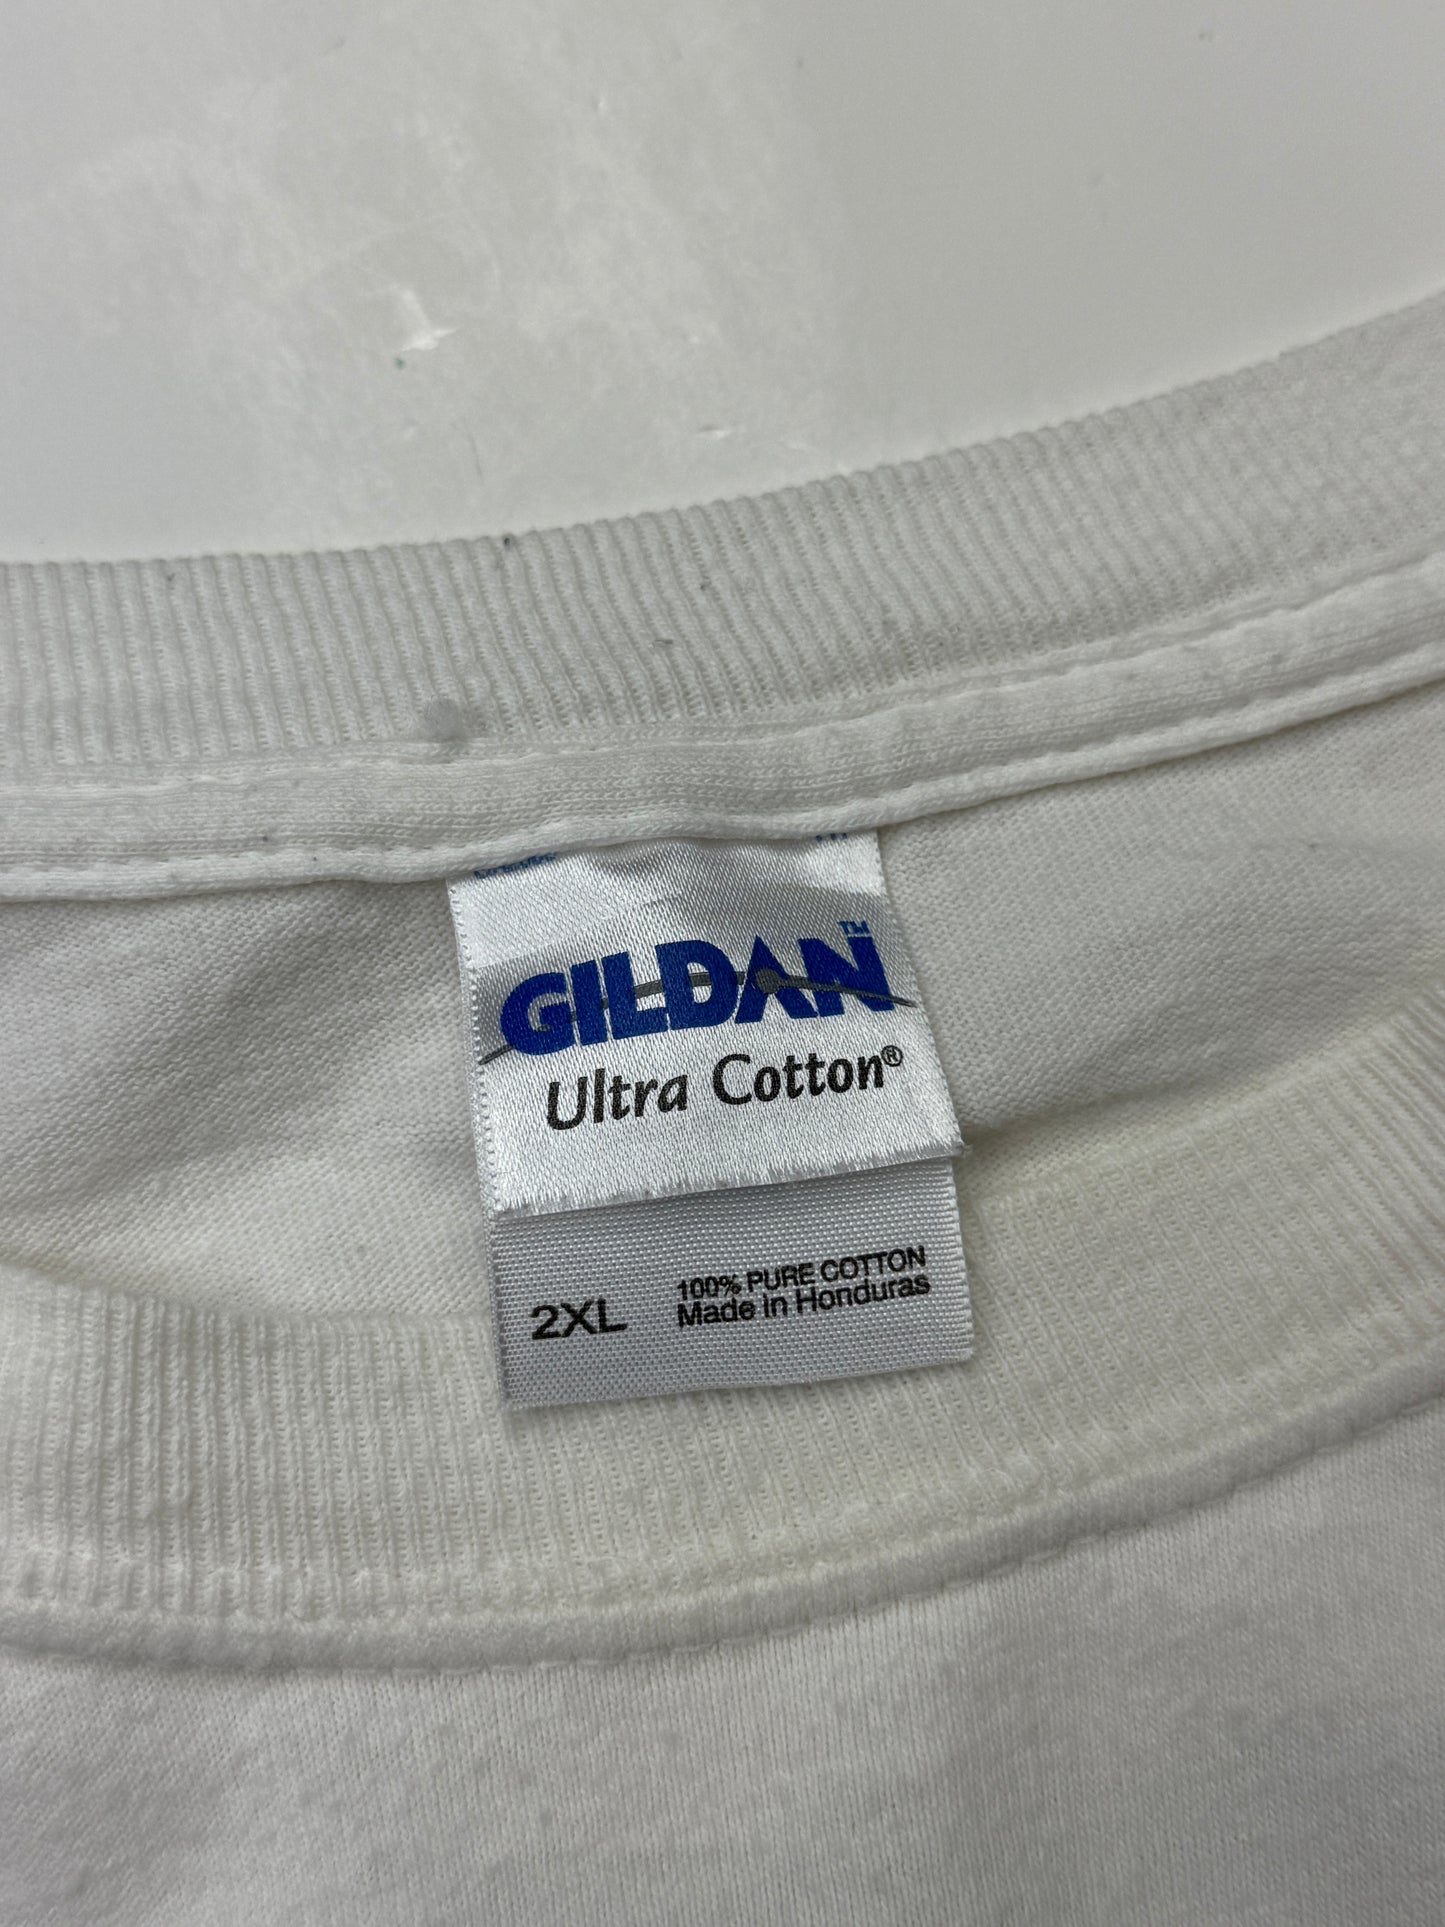 GILDAN™
Ultra Cotton®
2XL
100% PURE COTTON
Made in Honduras